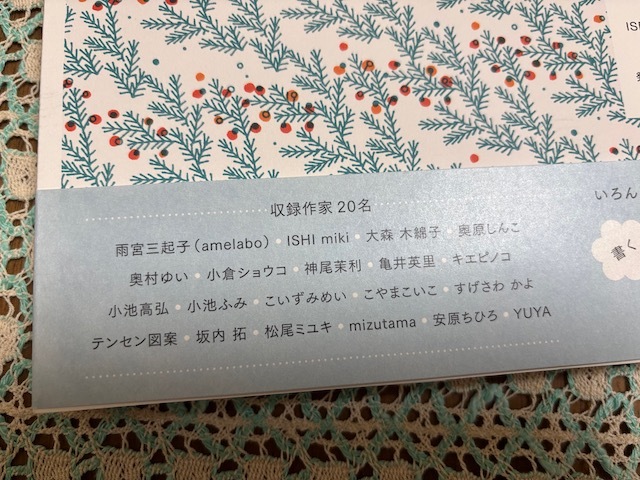 収録作家 20名
雨宮三起子(amelabo)・ISHI miki・大森 木綿子・奥原しんこ
奥村ゆい・小倉ショウコ・神尾茉利・亀井英里・キエピノコ
小池高弘・小池ふみ・こいずみめい・こやまこいこ・すげさわ かよ
テンセン図案・坂内 拓・松尾ミユキ・mizutama・安原ちひろ・YUYA
いろん
書く